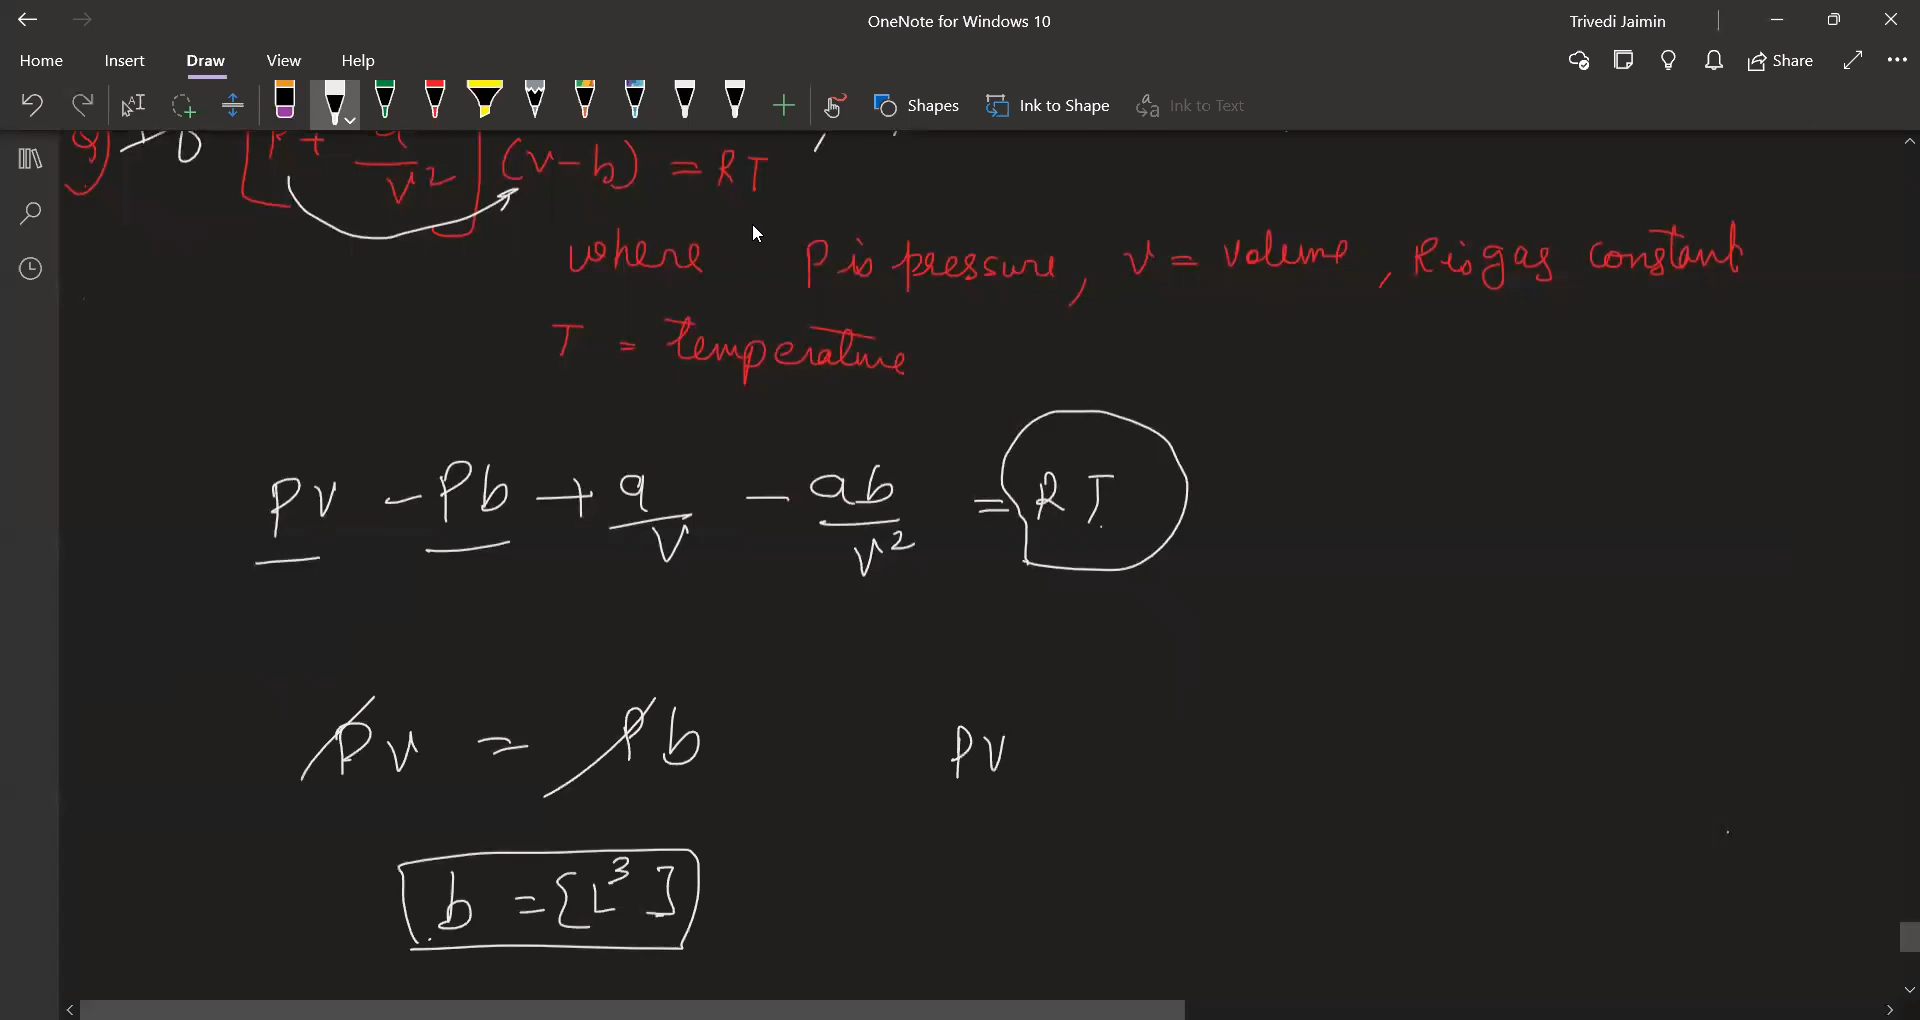 OneNote for Windows 10
Trivedi Jaimin
Home Insert Draw View Help
Share
Shapes Ink to Shape Ink to Text
Q) [P + a/V²] (V-b) = RT
where P is pressure, V = volume, R is gas constant
T = temperature
PV - Pb + a/V - ab/V² = RT
PV = Pb PV
b = [L³]